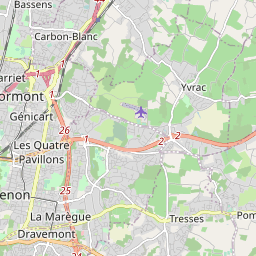 Bassens
Carbon-Blanc
arriet
1
1
Yvrac
ormont
Génicart
26
1
2
2
Les Quatre
Pavillons
25
enon
La Marègue
Tresses
Pom
Dravemont